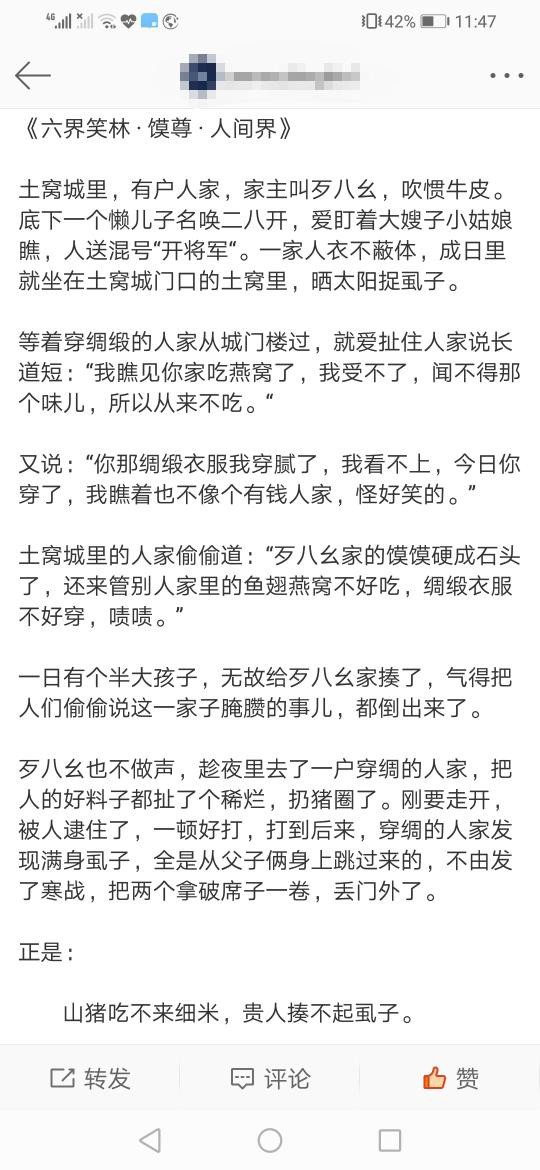 4G 42% 11:47
《六界笑林·馍尊·人间界》
土窝城里，有户人家，家主叫歹八幺，吹惯牛皮。
底下一个懒儿子名唤二八开，爱盯着大嫂子小姑娘
瞧，人送混号“开将军“。一家人衣不蔽体，成日里
就坐在土窝城门口的土窝里，晒太阳捉虱子。
等着穿绸缎的人家从城门楼过，就爱扯住人家说长
道短：“我瞧见你家吃燕窝了，我受不了，闻不得那
个味儿，所以从来不吃。“
又说：“你那绸缎衣服我穿腻了，我看不上，今日你
穿了，我瞧着也不像个有钱人家，怪好笑的。”
土窝城里的人家偷偷道：“歹八幺家的馍馍硬成石头
了，还来管别人家里的鱼翅燕窝不好吃，绸缎衣服
不好穿，啧啧。”
一日有个半大孩子，无故给歹八幺家揍了，气得把
人们偷偷说这一家子腌臜的事儿，都倒出来了。
歹八幺也不做声，趁夜里去了一户穿绸的人家，把
人的好料子都扯了个稀烂，扔猪圈了。刚要走开，
被人逮住了，一顿好打，打到后来，穿绸的人家发
现满身虱子，全是从父子俩身上跳过来的，不由发
了寒战，把两个拿破席子一卷，丢门外了。
正是：
山猪吃不来细米，贵人揍不起虱子。
转发 评论 赞